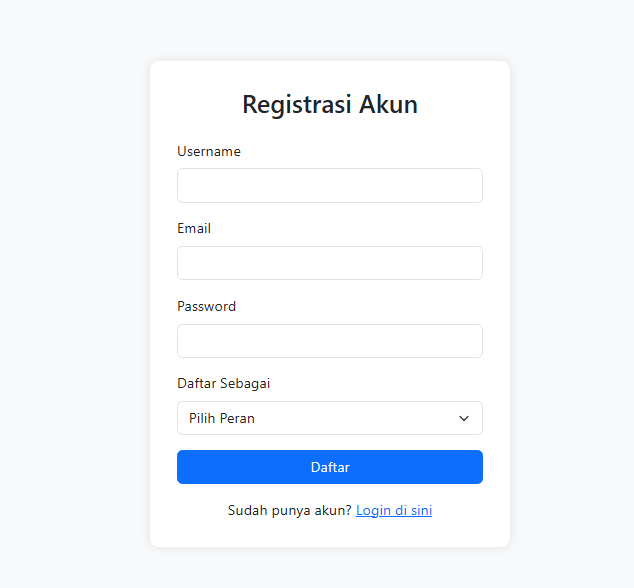 Registrasi Akun
Username
Email
Password
Daftar Sebagai
Pilih Peran
Daftar
Sudah punya akun? Login di sini